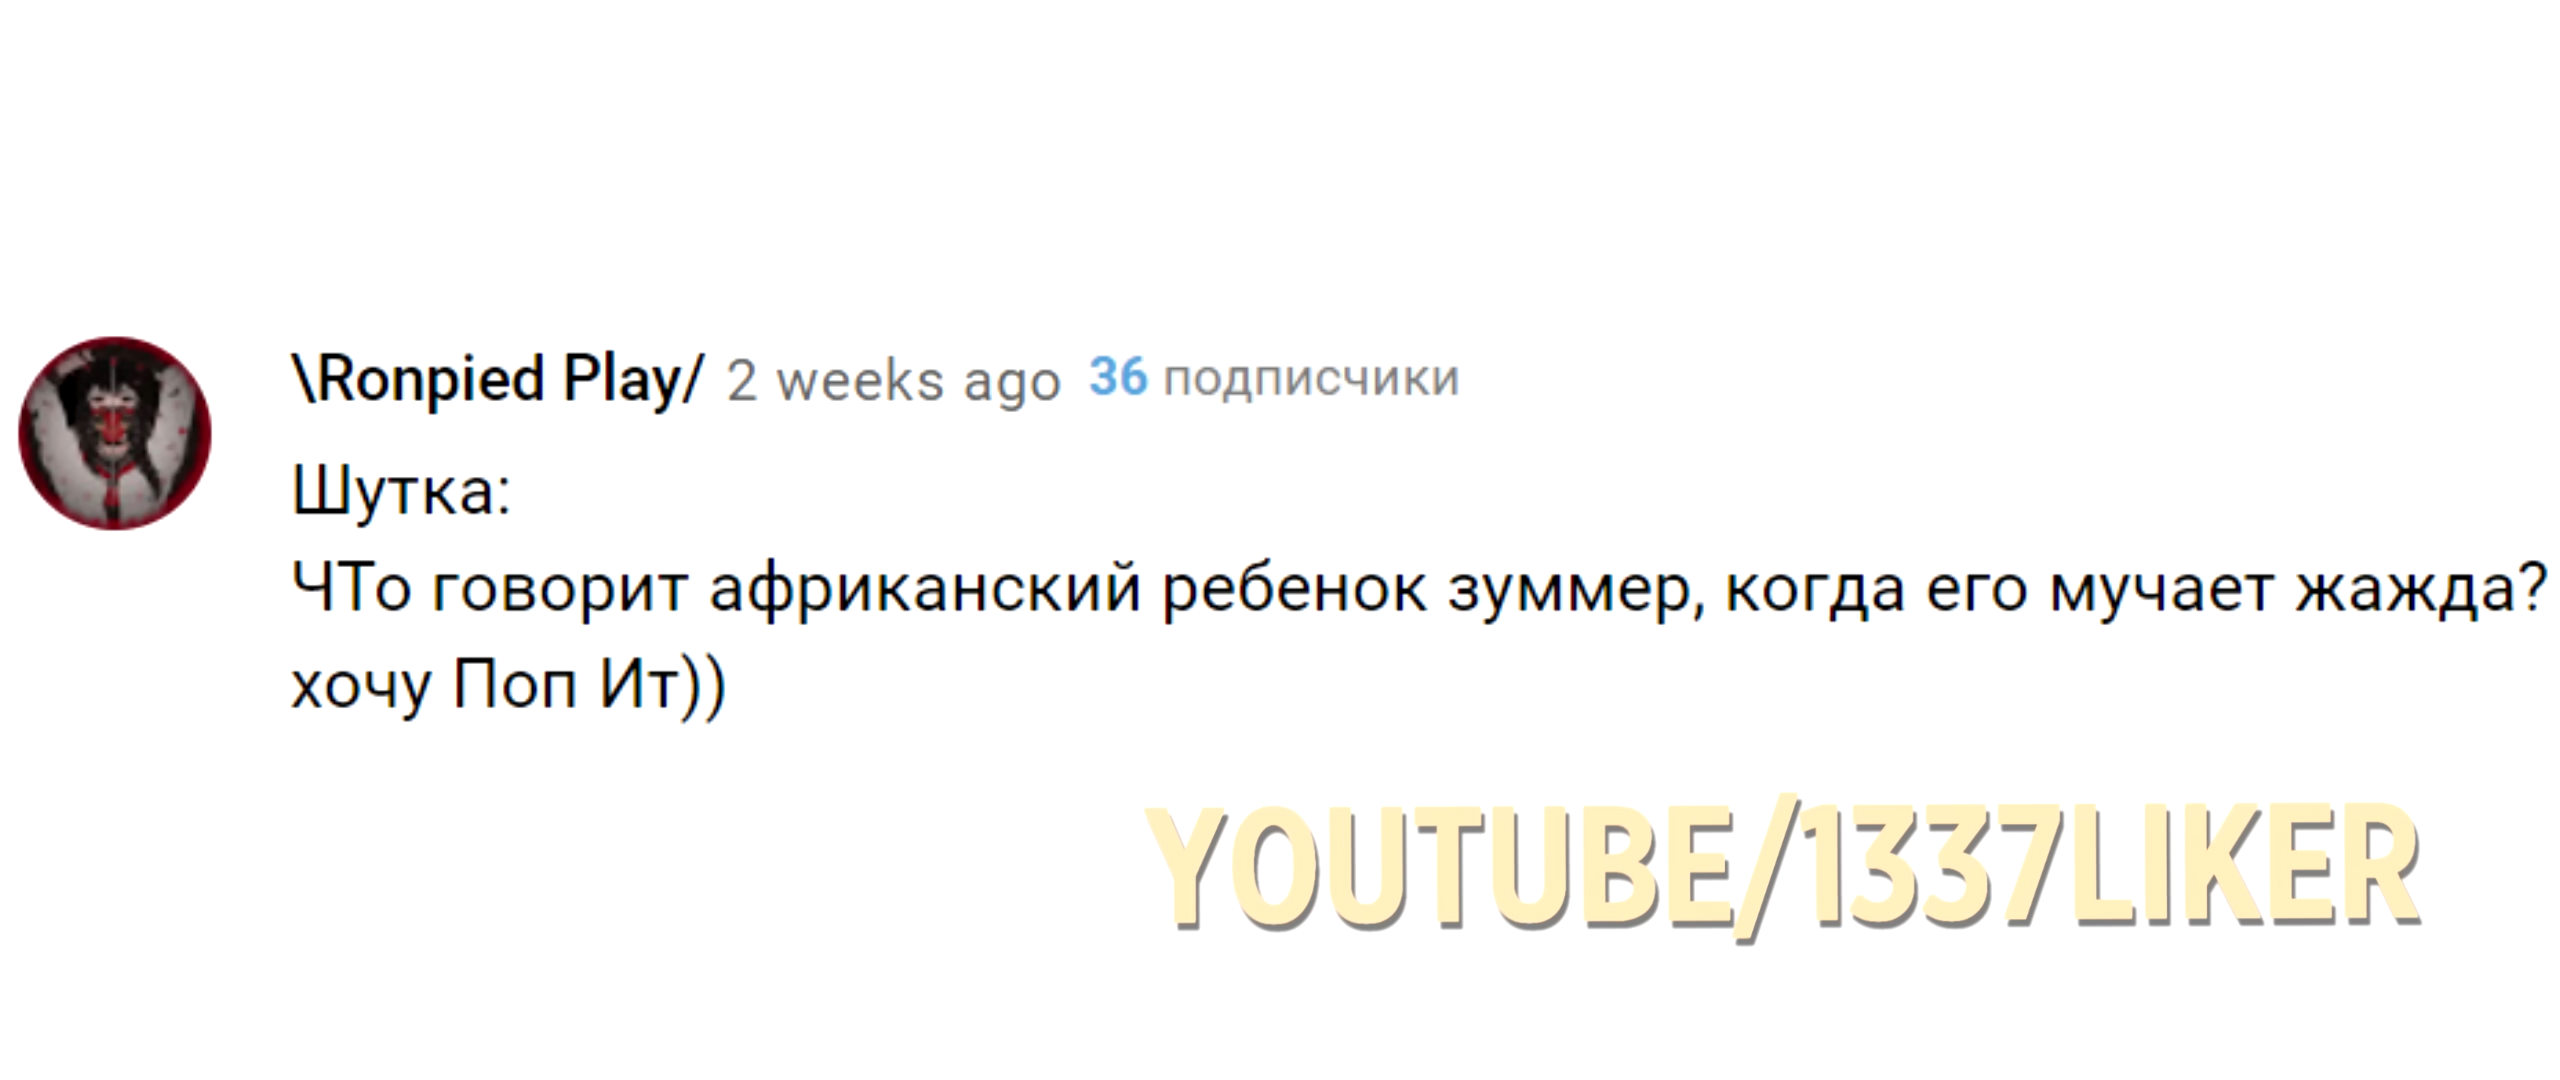 \Ronpied Play/ 2 weeks ago 36 подписчики
Шутка:
ЧТо говорит африканский ребенок зуммер, когда его мучает жажда?
хочу Поп Ит))
YOUTUBE/1337LIKER